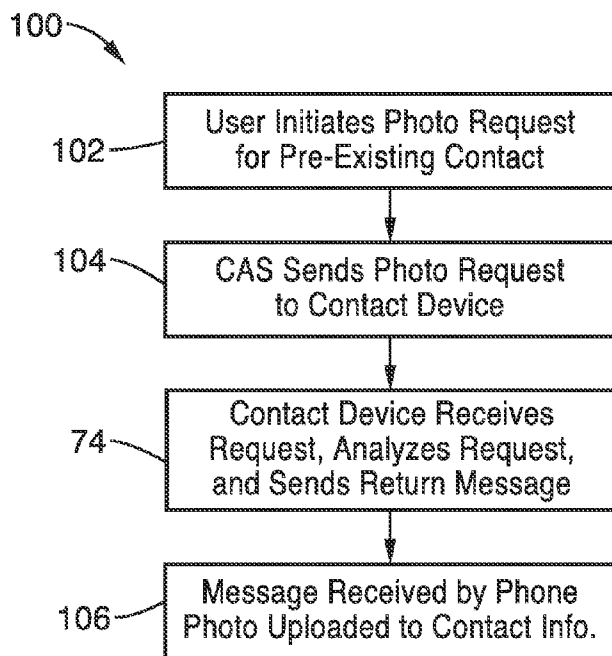 100
102
User Initiates Photo Request
for Pre-Existing Contact
104
CAS Sends Photo Request
to Contact Device
74
Contact Device Receives
Request, Analyzes Request,
and Sends Return Message
106
Message Received by Phone
Photo Uploaded to Contact Info.